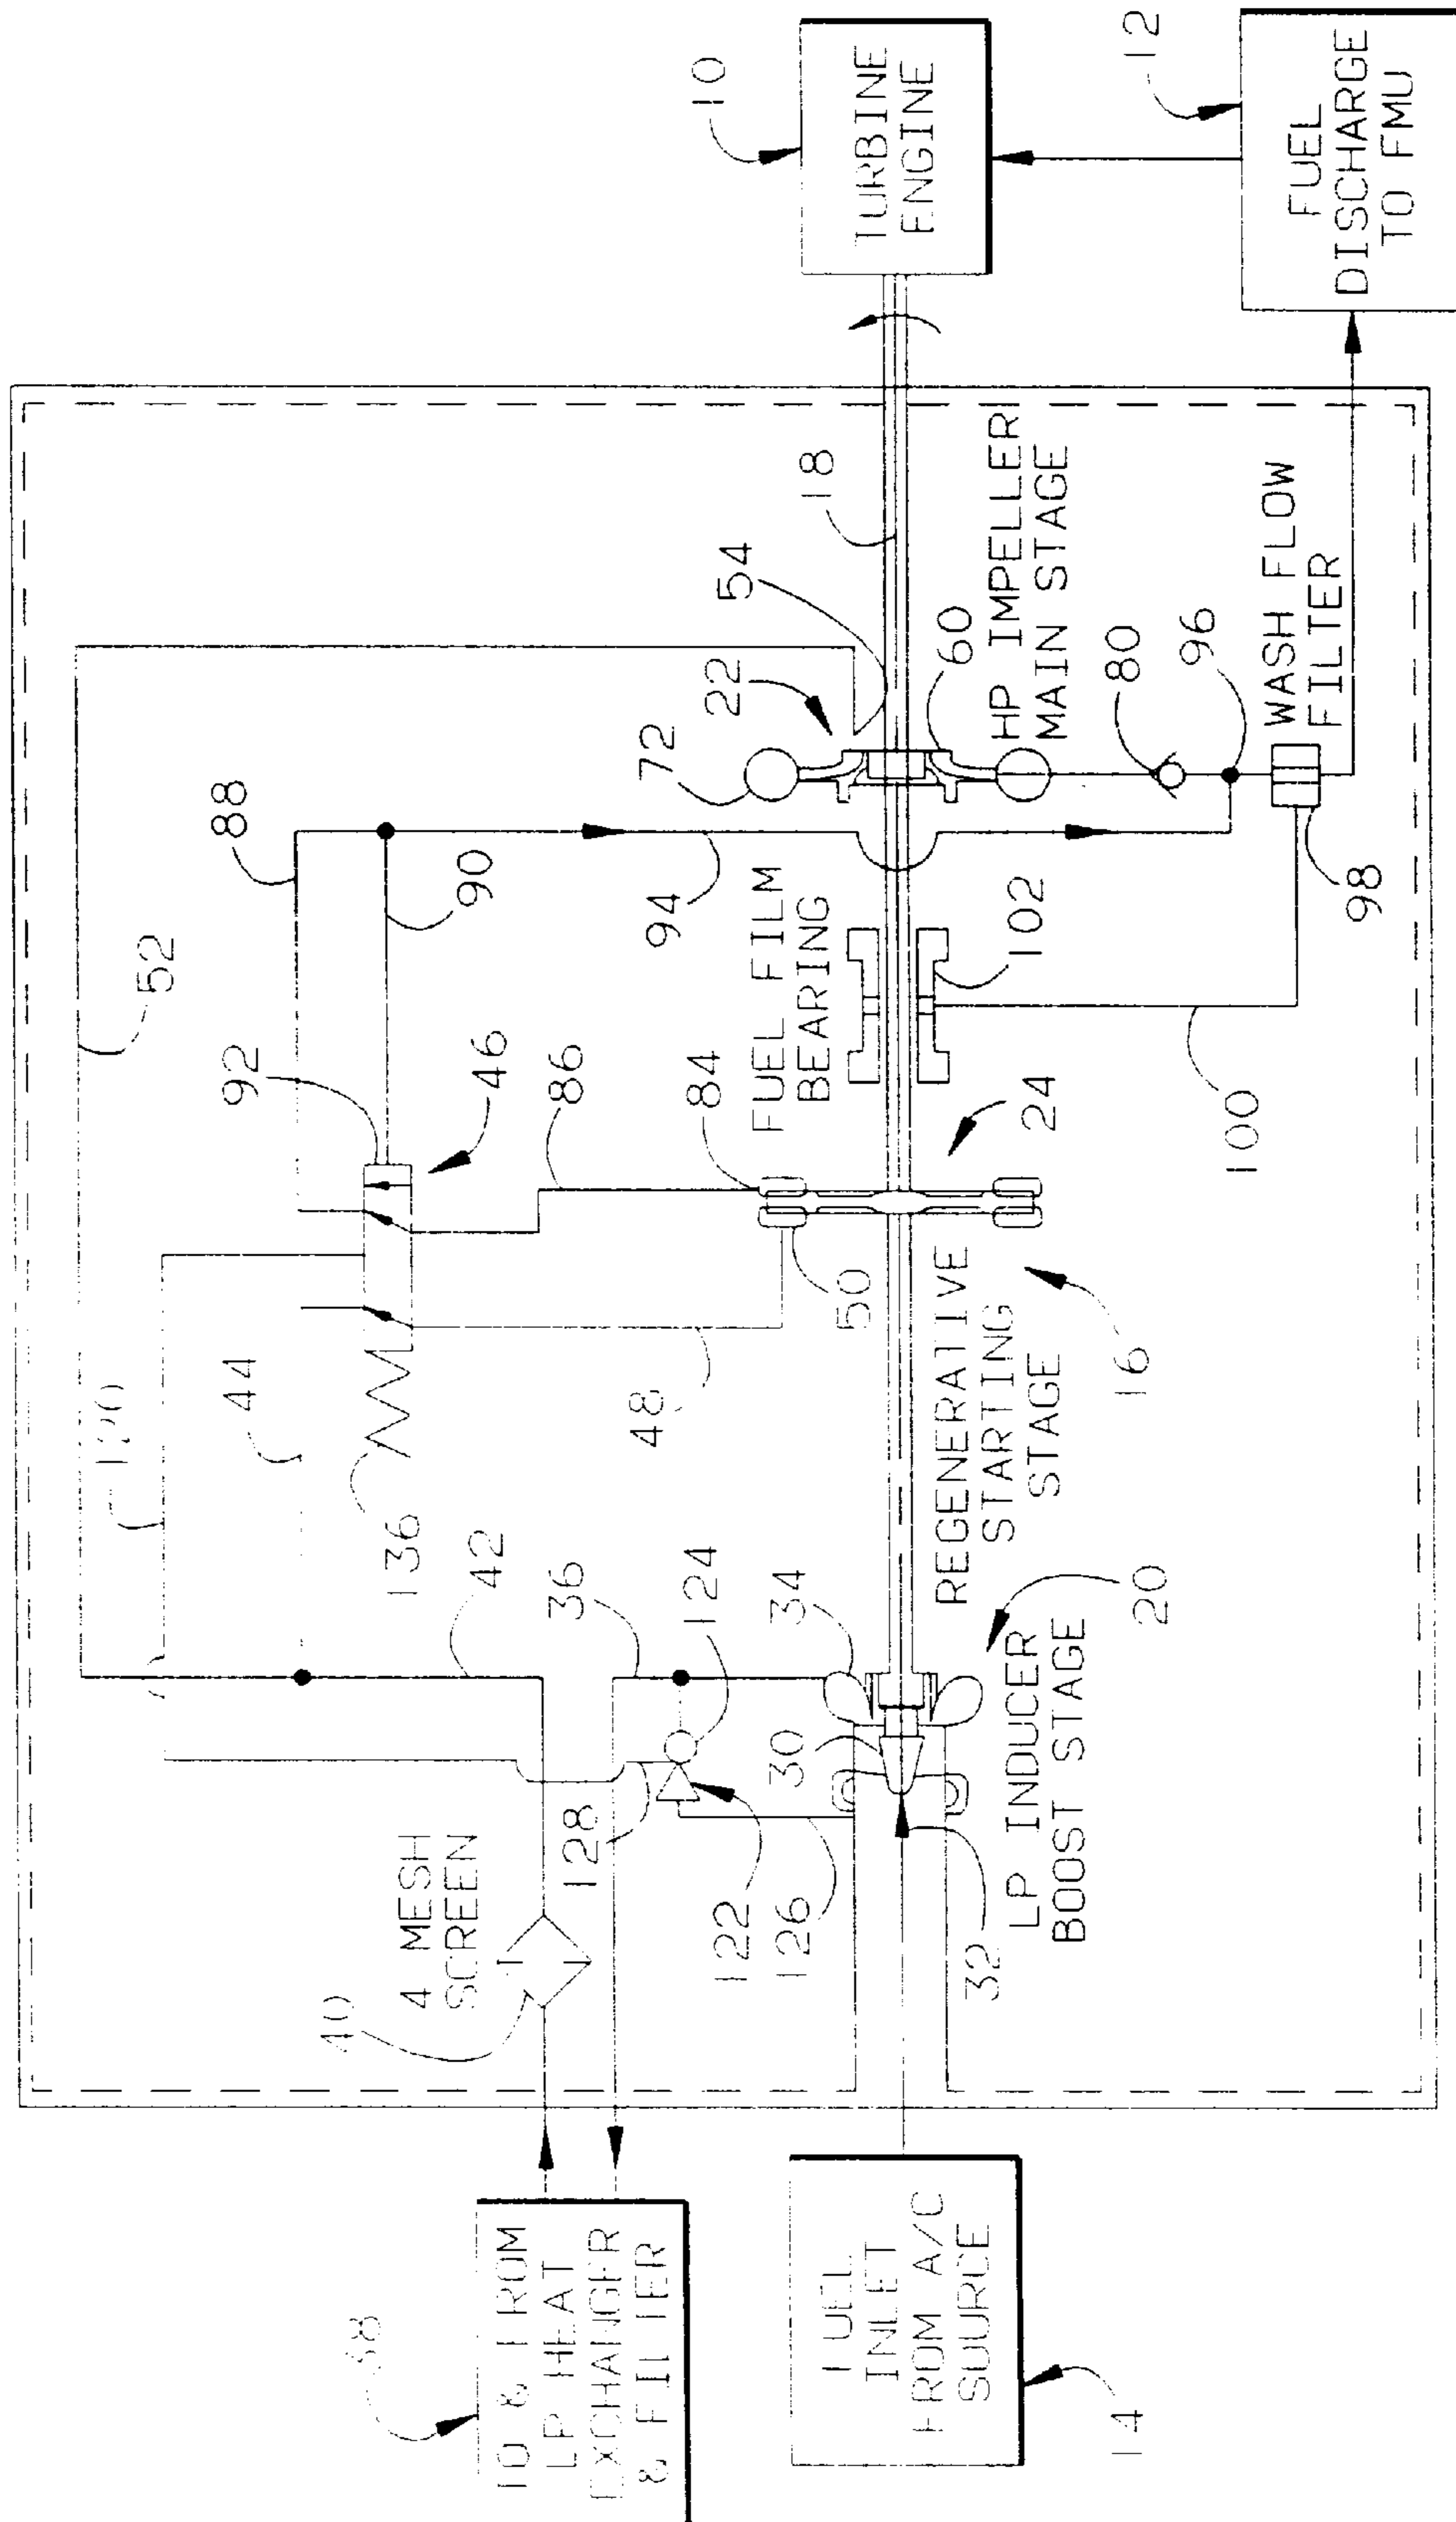 52
120
88
44
92
90
136
46
42
86
94
48
36
40
4 MESH
SCREEN
128
124
122
126
38
TO & FROM
LP HEAT
EXCHANGER
& FILTER
72
22
54
10
FUEL FILM
BEARING
84
50
34
30
18
TURBINE
ENGINE
FUEL
INLET
FROM A/C
SOURCE
14
32
LP INDUCER
BOOST STAGE
20
REGENERATIVE
STARTING
STAGE
16
24
102
60
HP IMPELLER
MAIN STAGE
80
96
100
98
WASH FLOW
FILTER
12
FUEL
DISCHARGE
TO FMU